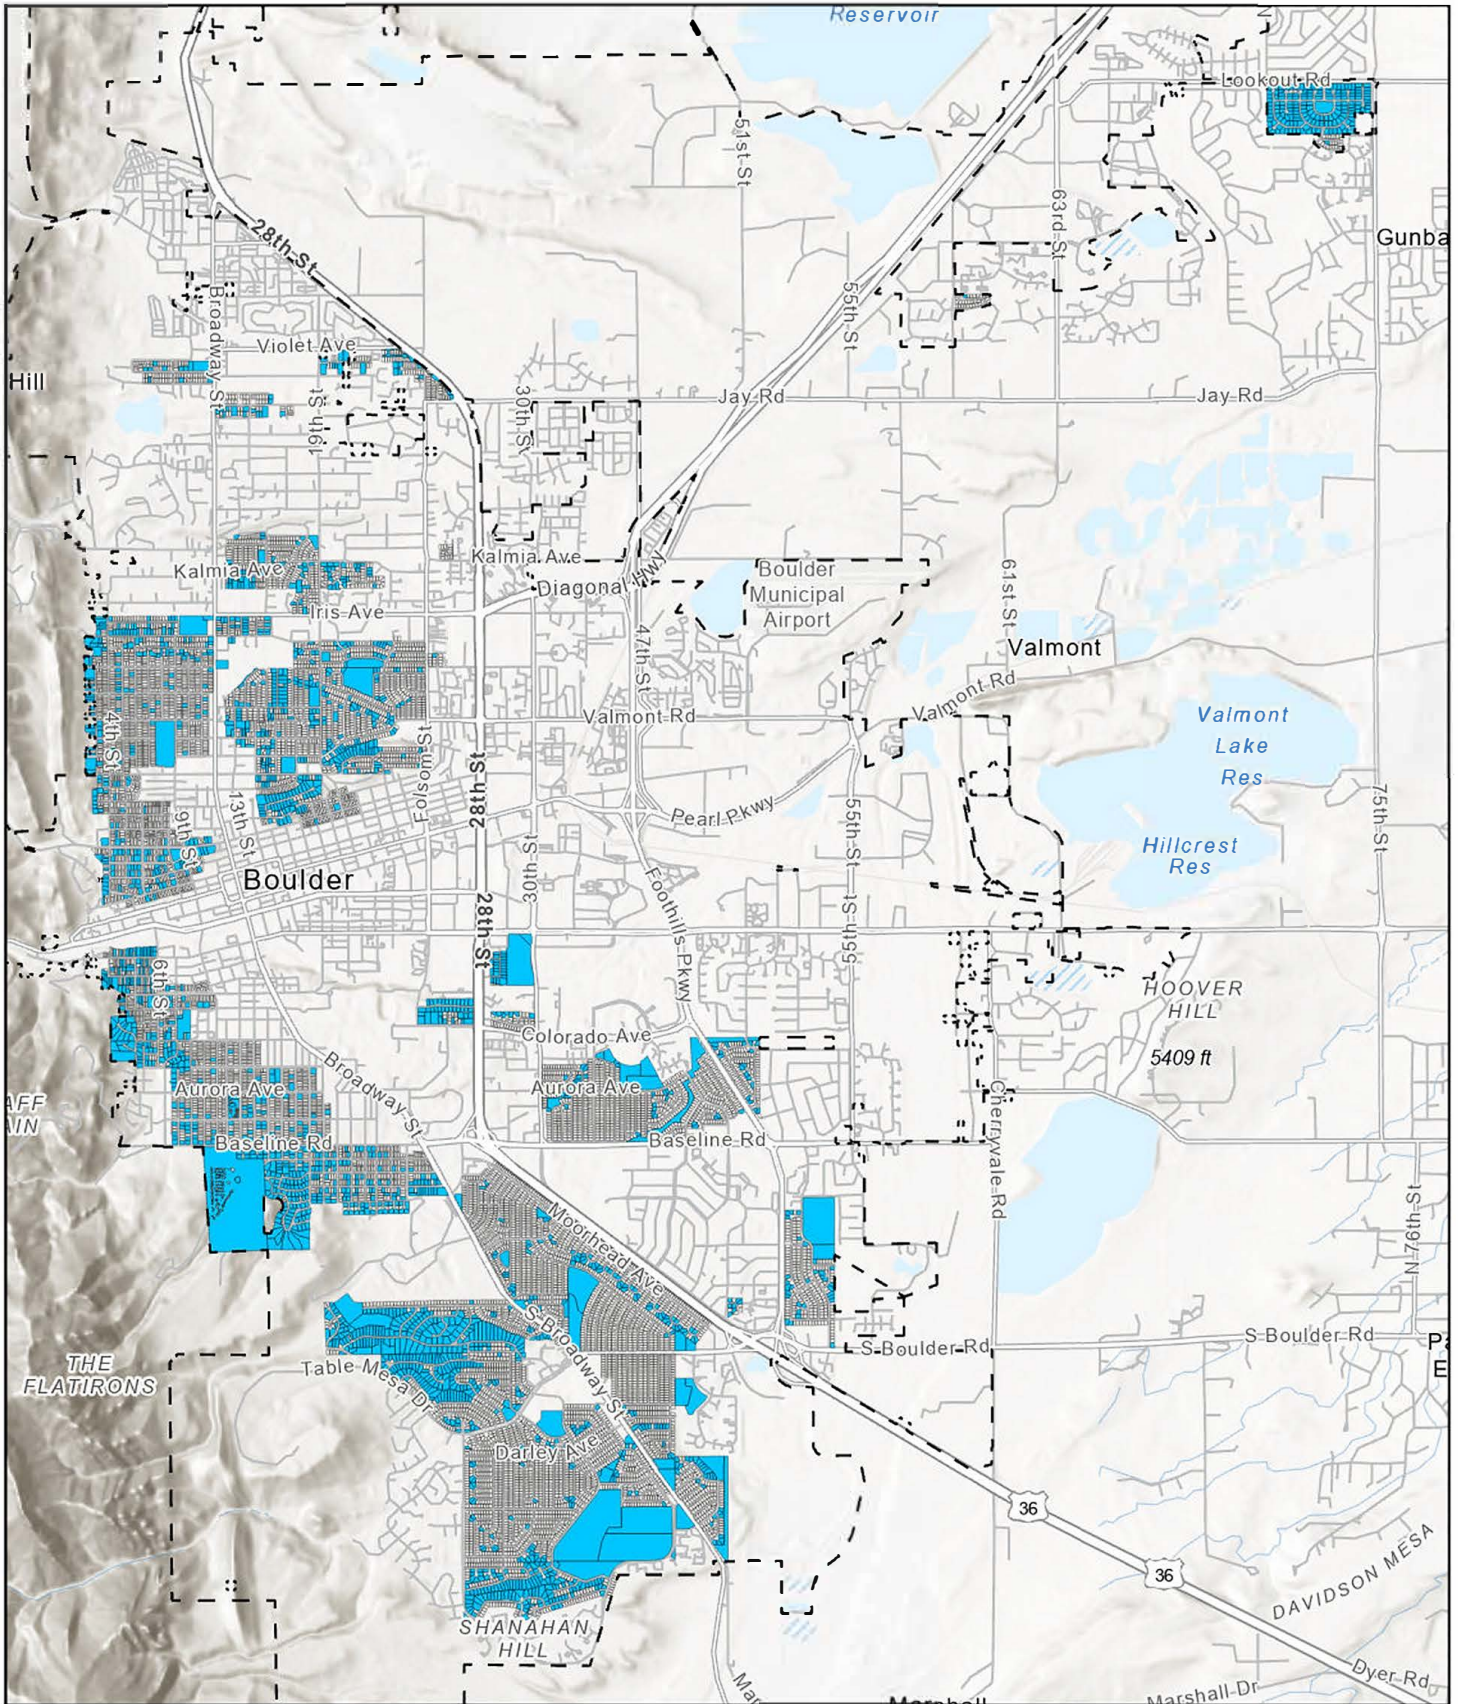 Reservoir
Lookout Rd
51st St
63rd St
Gunba
28th St
55th St
Broadway St
Violet Ave
Hill
19th St
30th St
Jay Rd
Jay Rd
Kalmia Ave
Kalmia Ave
Diagonal Hwy
Boulder
Municipal
Airport
61st St
Iris Ave
47th St
Valmont
Valmont Rd
Valmont Rd
Valmont
Lake
Res
4th St
Folsom St
28th St
Pearl Pkwy
55th St
75th St
9th St
13th St
Hillcrest
Res
Boulder
30th St
Foothills Pkwy
28th St
55th St
6th St
HOOVER
HILL
5409 ft
Colorado Ave
Broadway St
Aurora Ave
Aurora Ave
Cherryvale Rd
AFF
AIN
Baseline Rd
Baseline Rd
N 76th St
Moorhead Ave
S Broadway St
S Boulder Rd
S Boulder Rd
THE
FLATIRONS
Table Mesa Dr
Darley Ave
36
36
DAVIDSON MESA
SHANAHAN
HILL
Dyer Rd
Marshall Dr